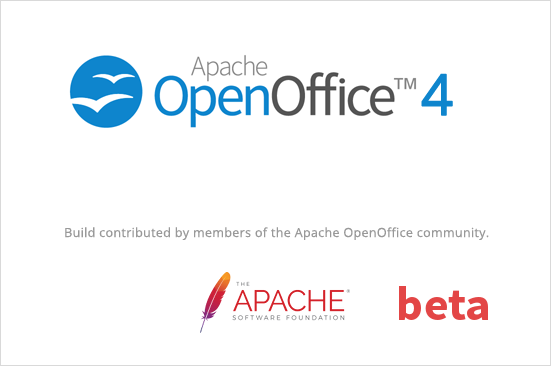 Apache
OpenOffice™ 4
Build contributed by members of the Apache OpenOffice community.
THE
APACHE®
SOFTWARE FOUNDATION
beta